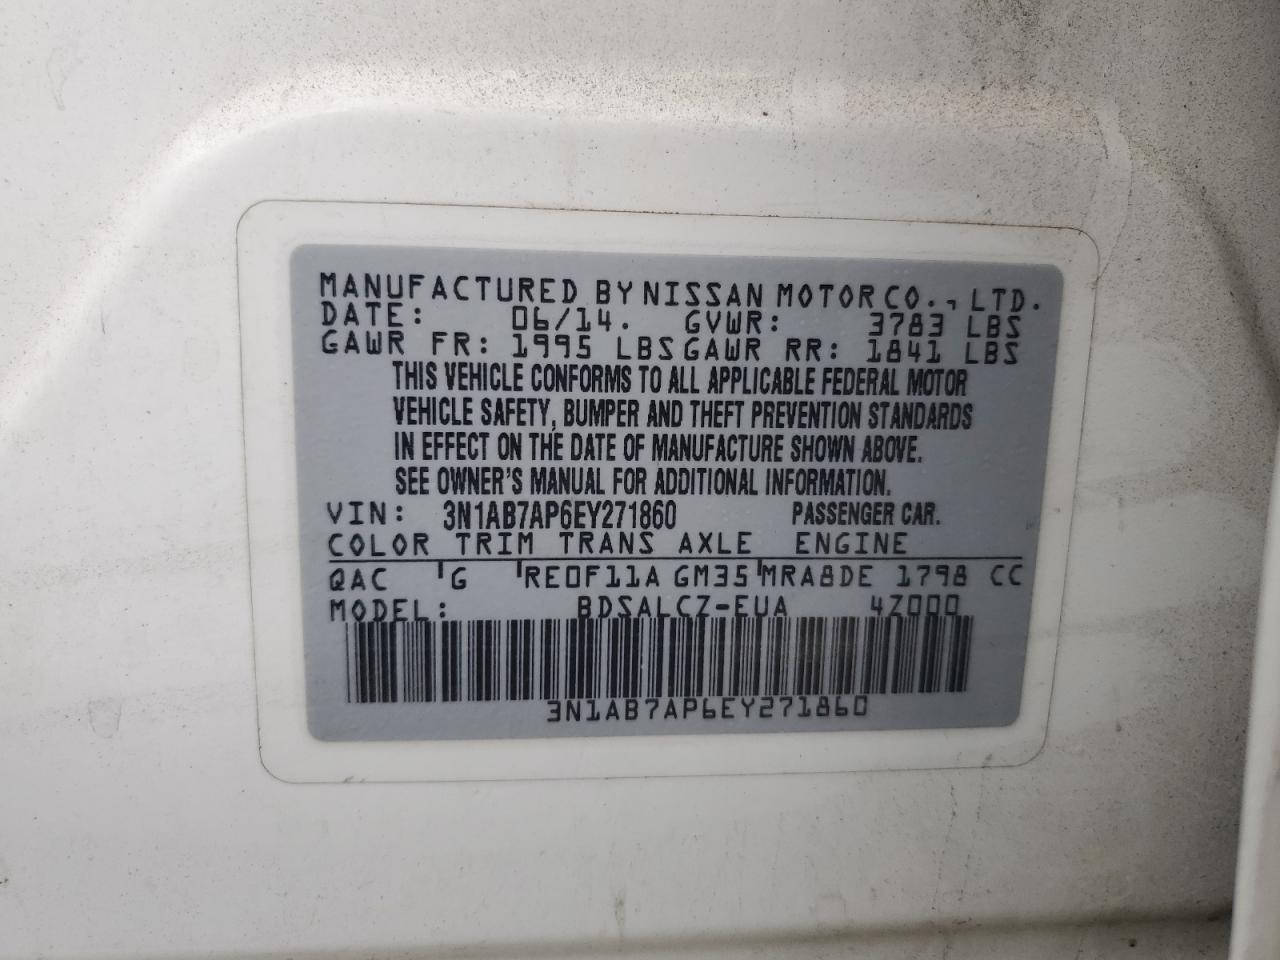 MANUFACTURED BY NISSAN MOTOR CO., LTD.
DATE: 06/14. GVWR: 3783 LBS
GAWR FR: 1995 LBS GAWR RR: 1841 LBS
THIS VEHICLE CONFORMS TO ALL APPLICABLE FEDERAL MOTOR
VEHICLE SAFETY, BUMPER AND THEFT PREVENTION STANDARDS
IN EFFECT ON THE DATE OF MANUFACTURE SHOWN ABOVE.
SEE OWNER'S MANUAL FOR ADDITIONAL INFORMATION.
VIN: 3N1AB7AP6EY271860 PASSENGER CAR.
COLOR TRIM TRANS AXLE ENGINE
QAC G RE0F11A GM35 MRA8DE 1798 CC
MODEL: BDSALCZ-EUA 4Z000
3N1AB7AP6EY271860